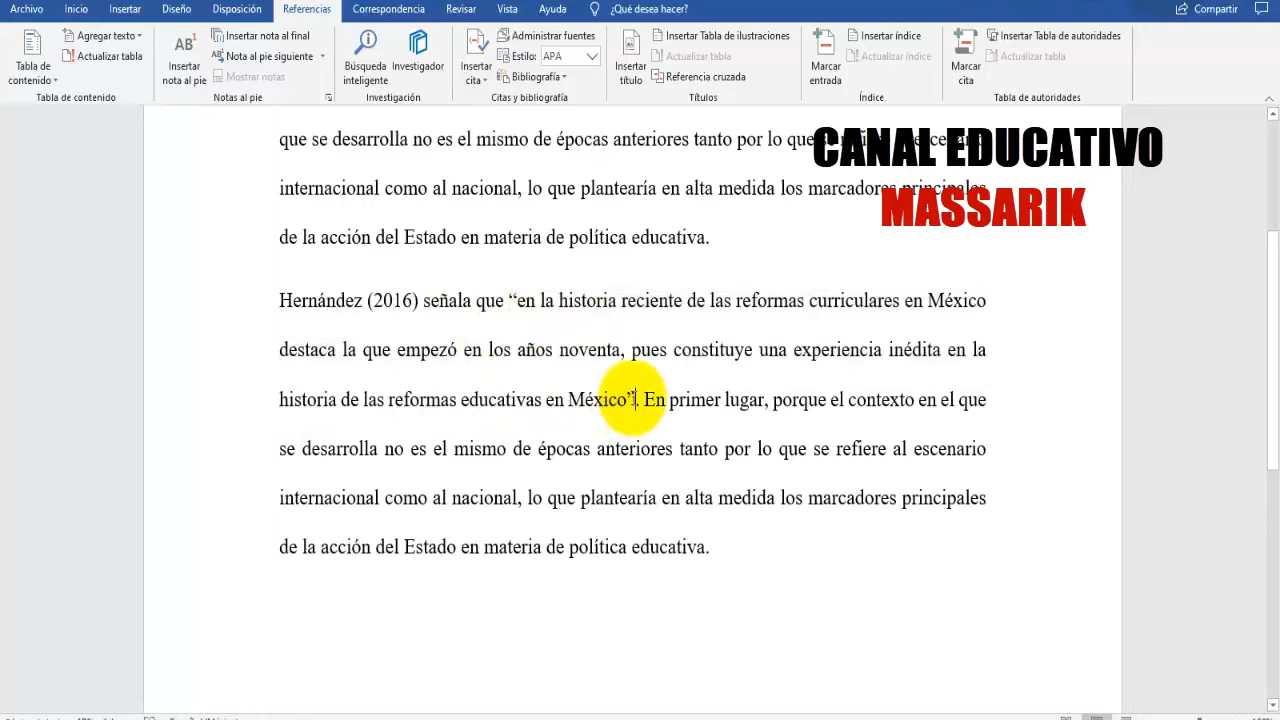 Archivo Inicio Insertar Diseño Disposición Referencias Correspondencia Revisar Vista Ayuda ¿Qué desea hacer? Compartir
Tabla de contenido
Agregar texto
Actualizar tabla
Tabla de contenido
AB¹
Insertar nota al pie
Insertar nota al final
Nota al pie siguiente
Mostrar notas
Notas al pie
Búsqueda inteligente
Investigador
Investigación
Insertar cita
Administrar fuentes
Estilo: APA
Bibliografía
Citas y bibliografía
Insertar título
Insertar Tabla de ilustraciones
Actualizar tabla
Referencia cruzada
Títulos
Marcar entrada
Insertar índice
Actualizar índice
Índice
Marcar cita
Insertar Tabla de autoridades
Actualizar tabla
Tabla de autoridades
CANAL EDUCATIVO
MASSARIK
que se desarrolla no es el mismo de épocas anteriores tanto por lo que se
internacional como al nacional, lo que plantearía en alta medida los marcadores principales
de la acción del Estado en materia de política educativa.
Hernández (2016) señala que “en la historia reciente de las reformas curriculares en México
destaca la que empezó en los años noventa, pues constituye una experiencia inédita en la
historia de las reformas educativas en México”. En primer lugar, porque el contexto en el que
se desarrolla no es el mismo de épocas anteriores tanto por lo que se refiere al escenario
internacional como al nacional, lo que plantearía en alta medida los marcadores principales
de la acción del Estado en materia de política educativa.